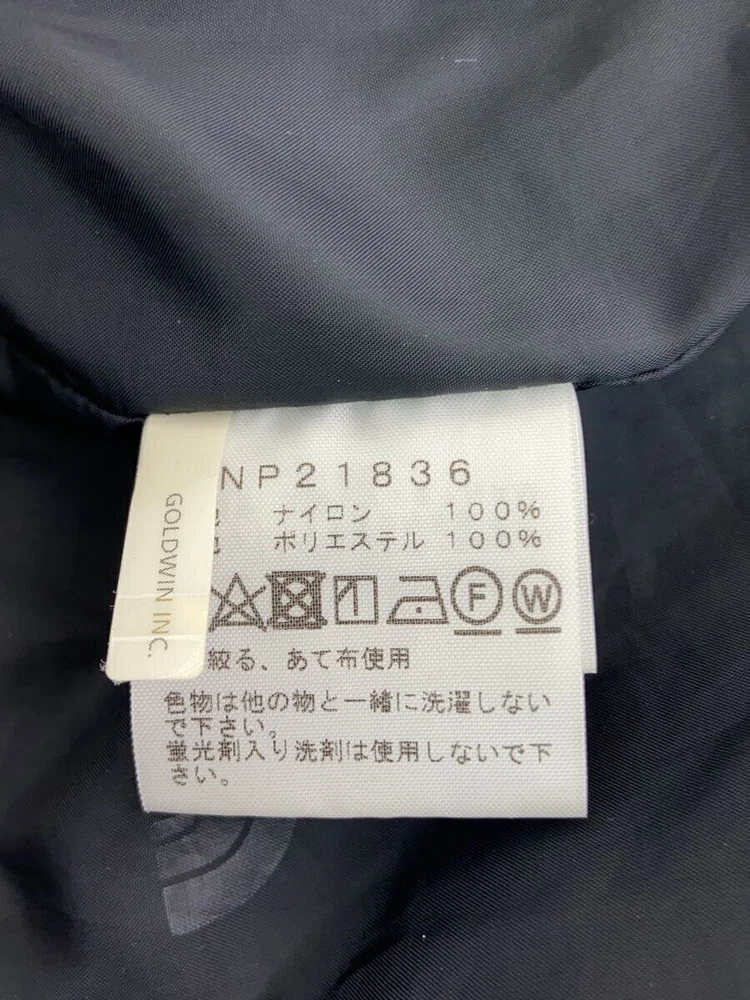 NP21836
ナイロン 100%
ポリエステル 100%
GOLDWIN INC.
F W
絞る、あて布使用
色物は他の物と一緒に洗濯しない
で下さい。
蛍光剤入り洗剤は使用しないで下
さい。